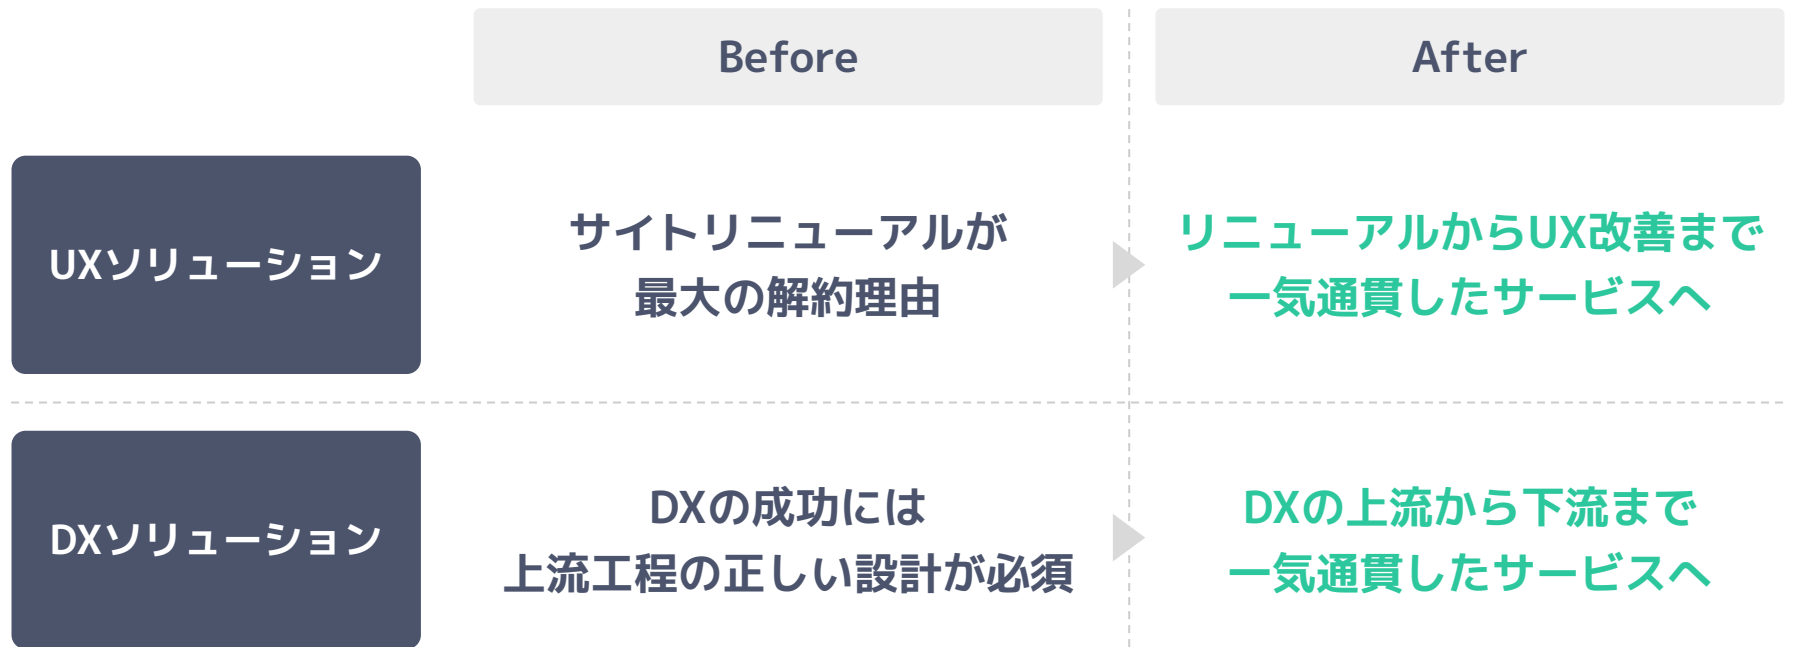 Before
After
UXソリューション
サイトリニューアルが
最大の解約理由
リニューアルからUX改善まで
一気通貫したサービスへ
DXソリューション
DXの成功には
上流工程の正しい設計が必須
DXの上流から下流まで
一気通貫したサービスへ